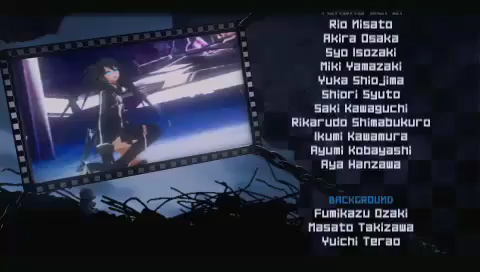 Rio Misato
Akira Osaka
Syo Isozaki
Miki Yamazaki
Yuka Shiojima
Shiori Syuto
Saki Kawaguchi
Rikarudo Shimabukuro
Ikumi Kawamura
Ayumi Kobayashi
Aya Hanzawa
BACKGROUND
Fumikazu Ozaki
Masato Takizawa
Yuichi Terao